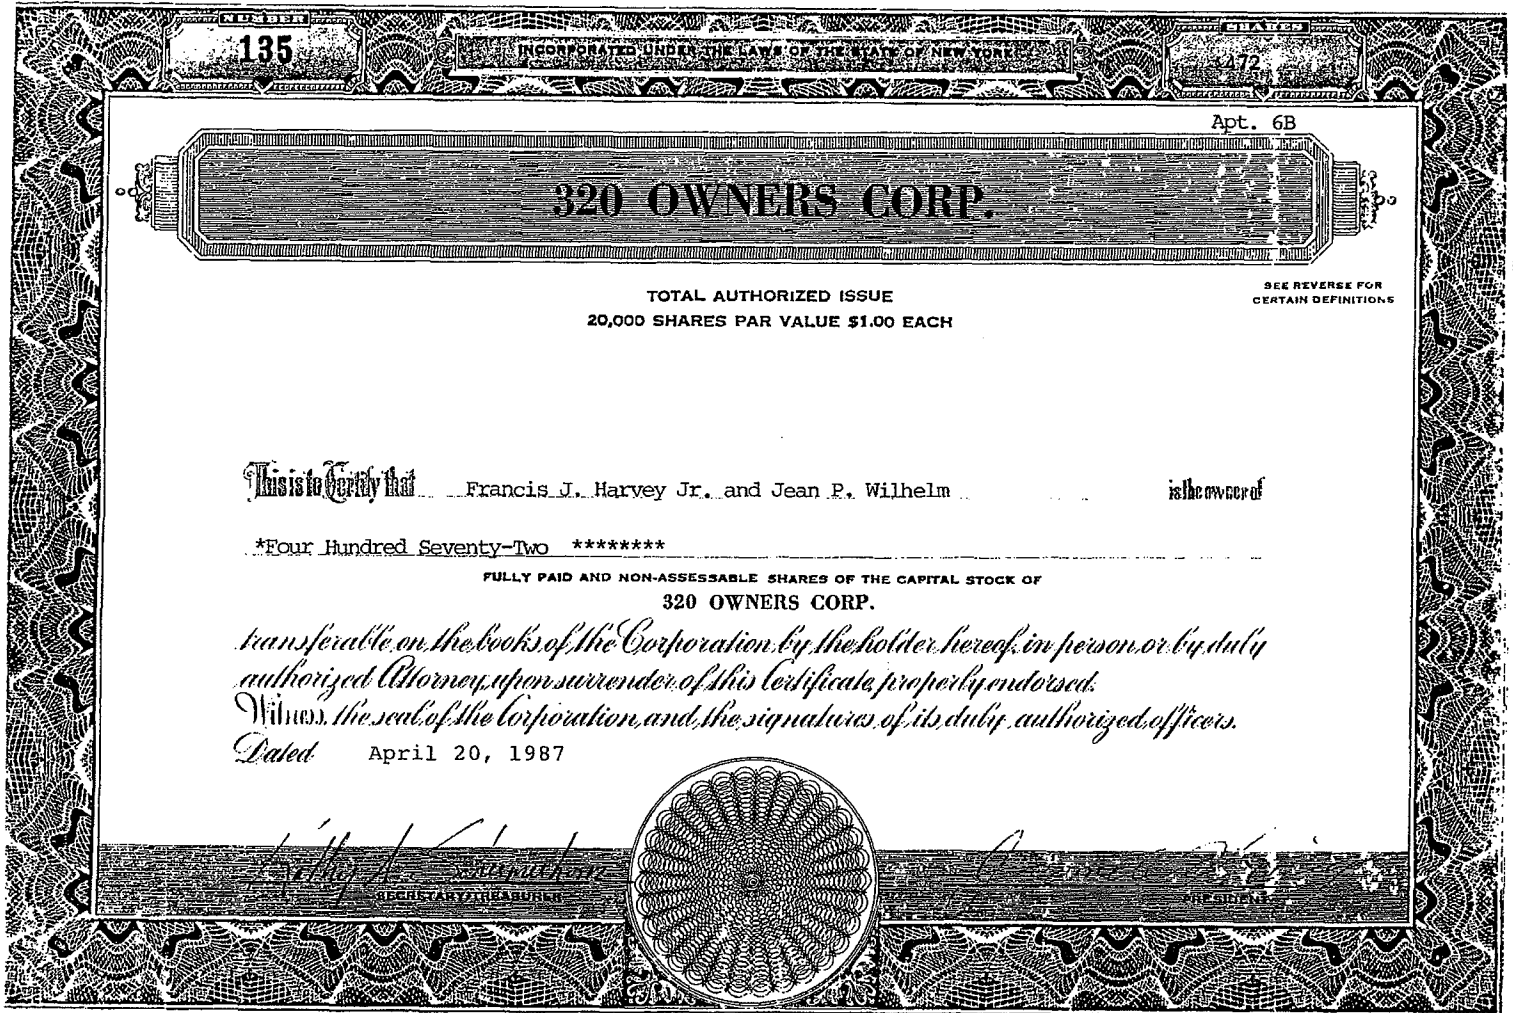 NUMBER
135
INCORPORATED UNDER THE LAWS OF THE STATE OF NEW YORK
SHARES
472
Apt. 6B
320 OWNERS CORP.
SEE REVERSE FOR
CERTAIN DEFINITIONS
TOTAL AUTHORIZED ISSUE
20,000 SHARES PAR VALUE $1.00 EACH
This is to Certify that Francis J. Harvey Jr. and Jean P. Wilhelm is the owner of
*Four Hundred Seventy-Two ********
FULLY PAID AND NON-ASSESSABLE SHARES OF THE CAPITAL STOCK OF
320 OWNERS CORP.
transferable on the books of the Corporation by the holder hereof, in person or by duly
authorized Attorney, upon surrender of this Certificate, properly endorsed.
Witness, the seal of the Corporation, and the signatures of its duly authorized officers.
Dated April 20, 1987
SECRETARY/TREASURER
PRESIDENT